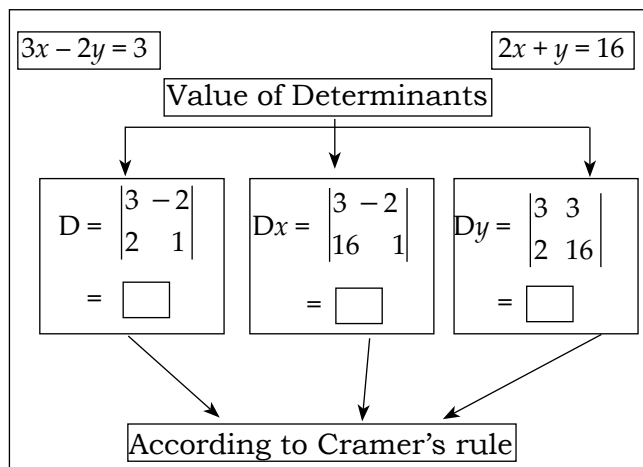 3x – 2y = 3 2x + y = 16
Value of Determinants
D = |3 – 2| Dx = |3 – 2| Dy = |3 3|
|2 1| |16 1| |2 16|
= = =
According to Cramer's rule